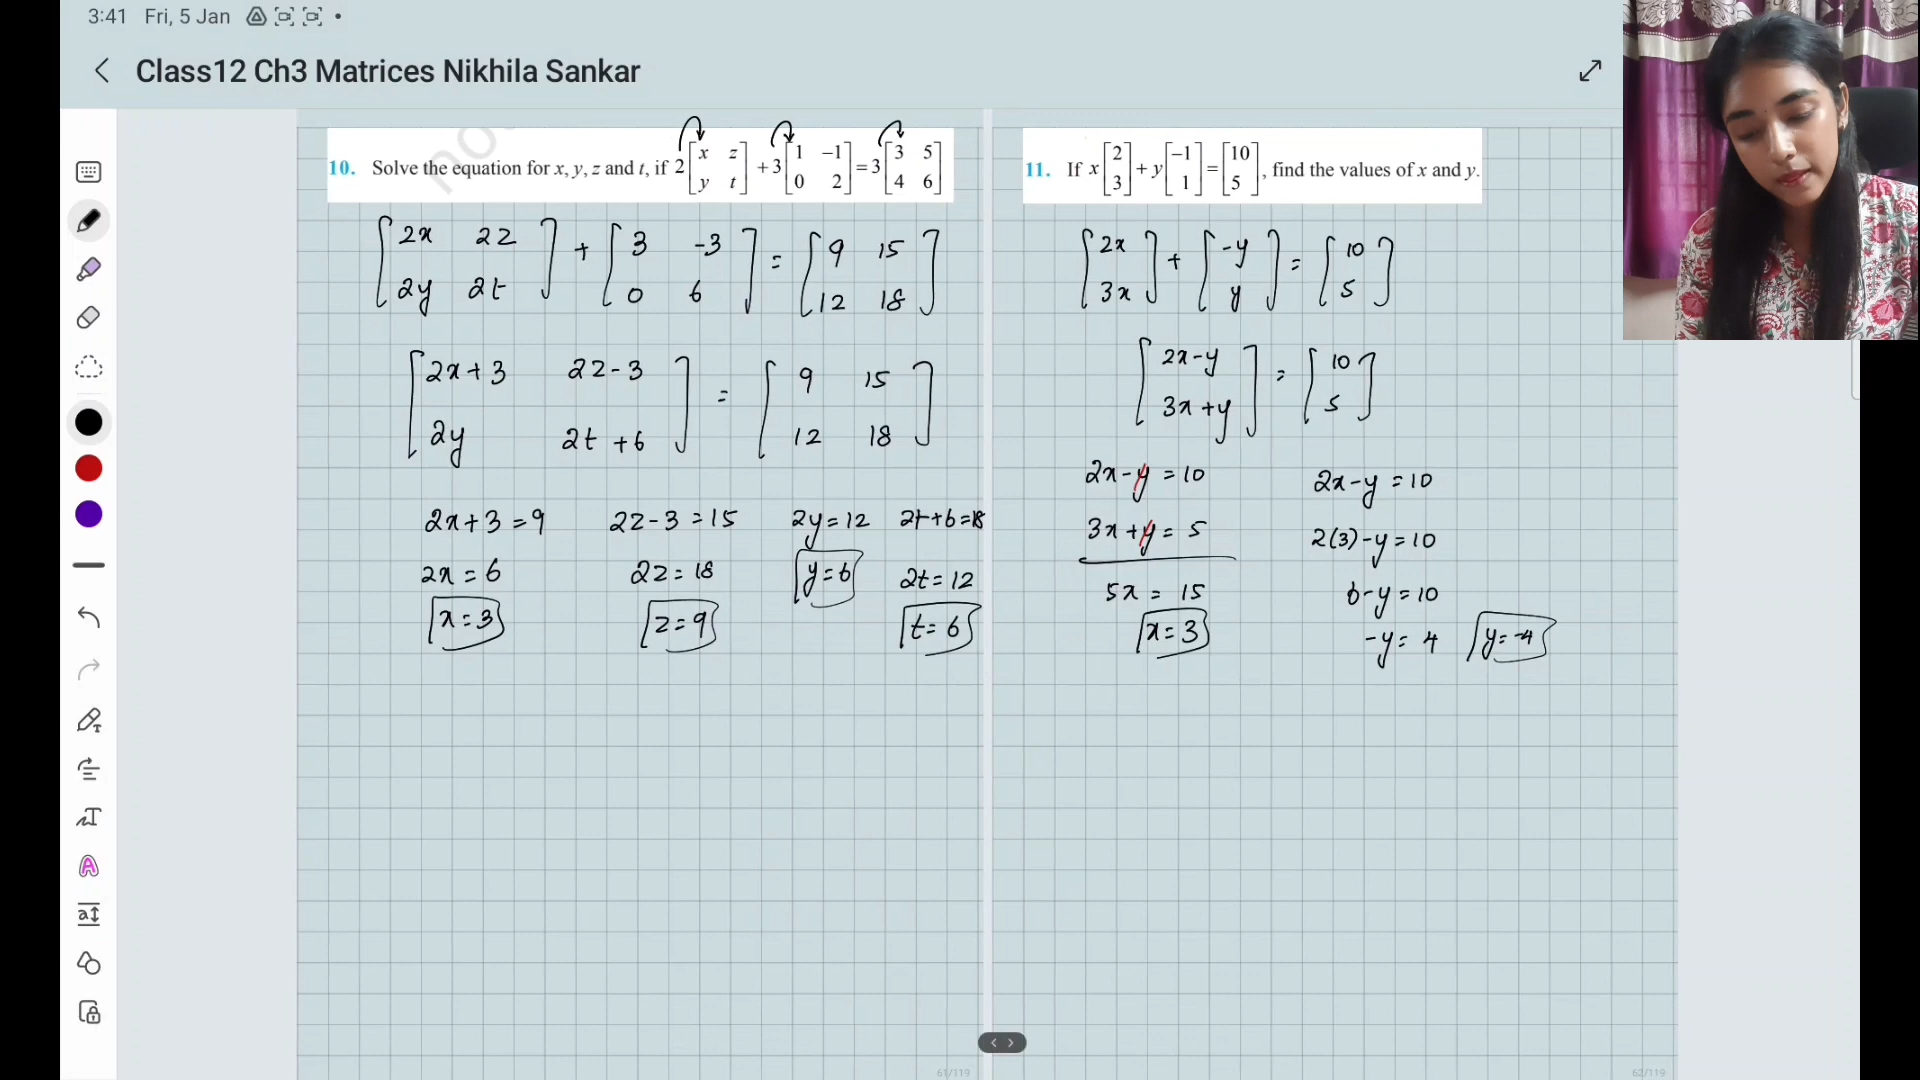 3:41 Fri, 5 Jan
Class12 Ch3 Matrices Nikhila Sankar
10. Solve the equation for x, y, z and t, if 2 [x z; y t] + 3 [1 −1; 0 2] = 3 [3 5; 4 6]
[2x 2z; 2y 2t] + [3 -3; 0 6] = [9 15; 12 18]
[2x+3 2z-3; 2y 2t+6] = [9 15; 12 18]
2x+3=9 2z-3=15 2y=12 2t+6=18
2x=6 2z=18 y=6 2t=12
x=3 z=9 t=6
61/119
11. If x [2; 3] + y [−1; 1] = [10; 5], find the values of x and y.
[2x; 3x] + [-y; y] = [10; 5]
[2x-y; 3x+y] = [10; 5]
2x-y=10
3x+y=5
5x=15
x=3
2x-y=10
2(3)-y=10
6-y=10
-y=4 y=-4
62/119